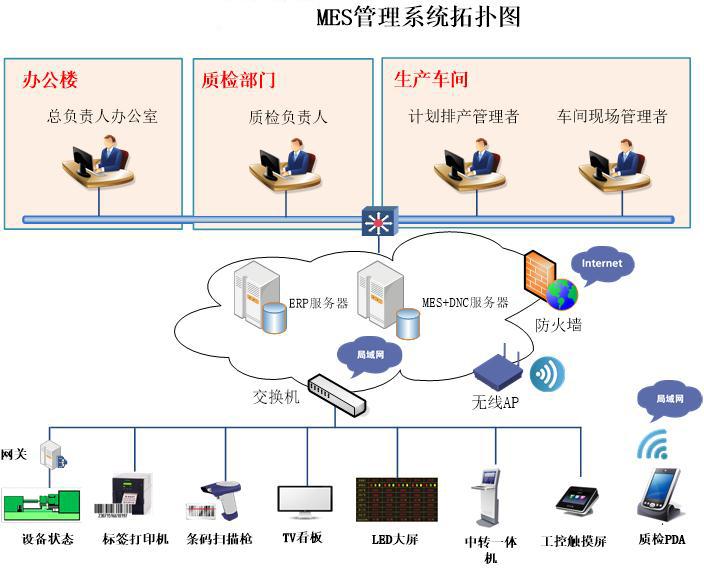 MES管理系统拓扑图
办公楼
质检部门
生产车间
总负责人办公室
质检负责人
计划排产管理者
车间现场管理者
Internet
ERP服务器
MES+DNC服务器
防火墙
局域网
交换机
无线AP
局域网
网关
设备状态
标签打印机
条码扫描枪
TV看板
LED大屏
中转一体
机
工控触摸屏
质检PDA